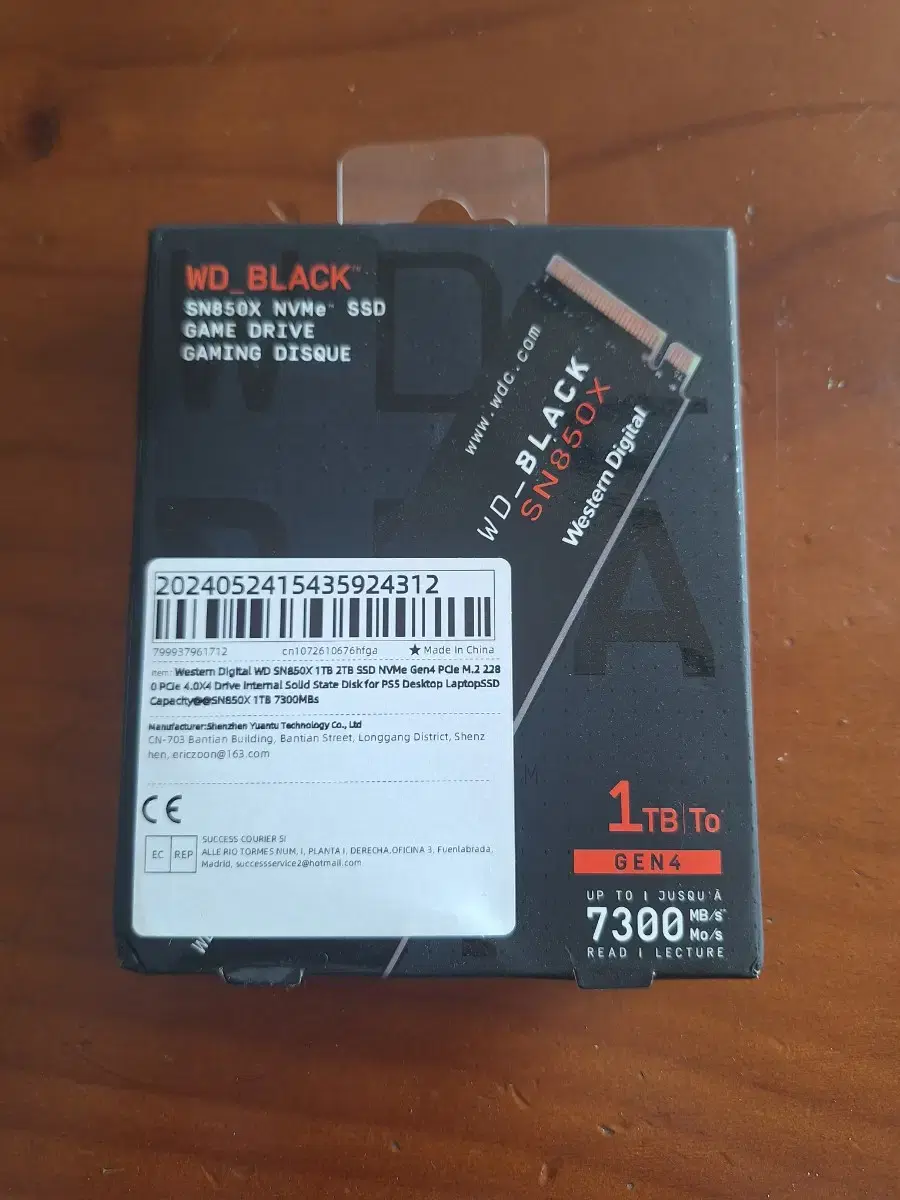 WD_BLACK™
SN850X NVMe™ SSD
GAME DRIVE
GAMING DISQUE
www.wdc.com
WD_BLACK
SN850X
Western Digital
2024052415435924312
799937961712 cn1072610676hfga ★ Made In China
Item: Western Digital WD SN850X 1TB 2TB SSD NVMe Gen4 PCIe M.2 228
0 PCIe 4.0X4 Drive Internal Solid State Disk for PS5 Desktop LaptopSSD
Capacity@@SN850X 1TB 7300MBs
Manufacturer:Shenzhen Yuantu Technology Co., Ltd
CN-703 Bantian Building, Bantian Street, Longgang District, Shenz
hen, ericzoon@163.com
CE
EC REP
SUCCESS COURIER Sl
ALLE RIO TORMES NUM. I, PLANTA I, DERECHA,OFICINA 3, Fuenlabrada,
Madrid, successservice2@hotmail.com
1TB|To
GEN4
UP TO | JUSQU'À
7300 MB/s
Mo/s
READ | LECTURE